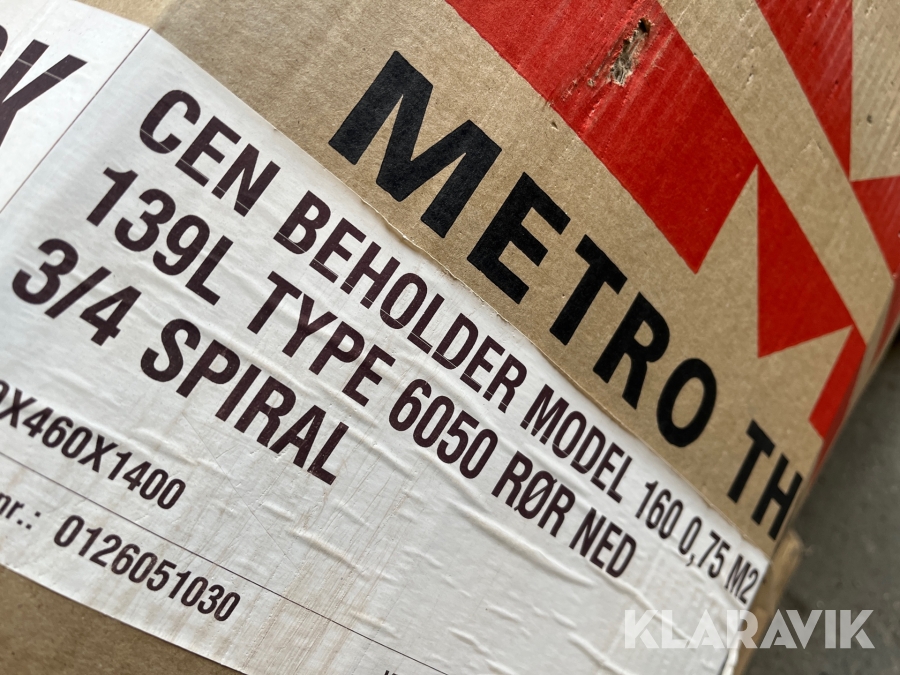 METRO TH
CEN BEHOLDER MODEL 160 0,75 M2
139L TYPE 6050 RØR NED
3/4 SPIRAL
X460X1400
nr.: 0126051030
KLARAVIK